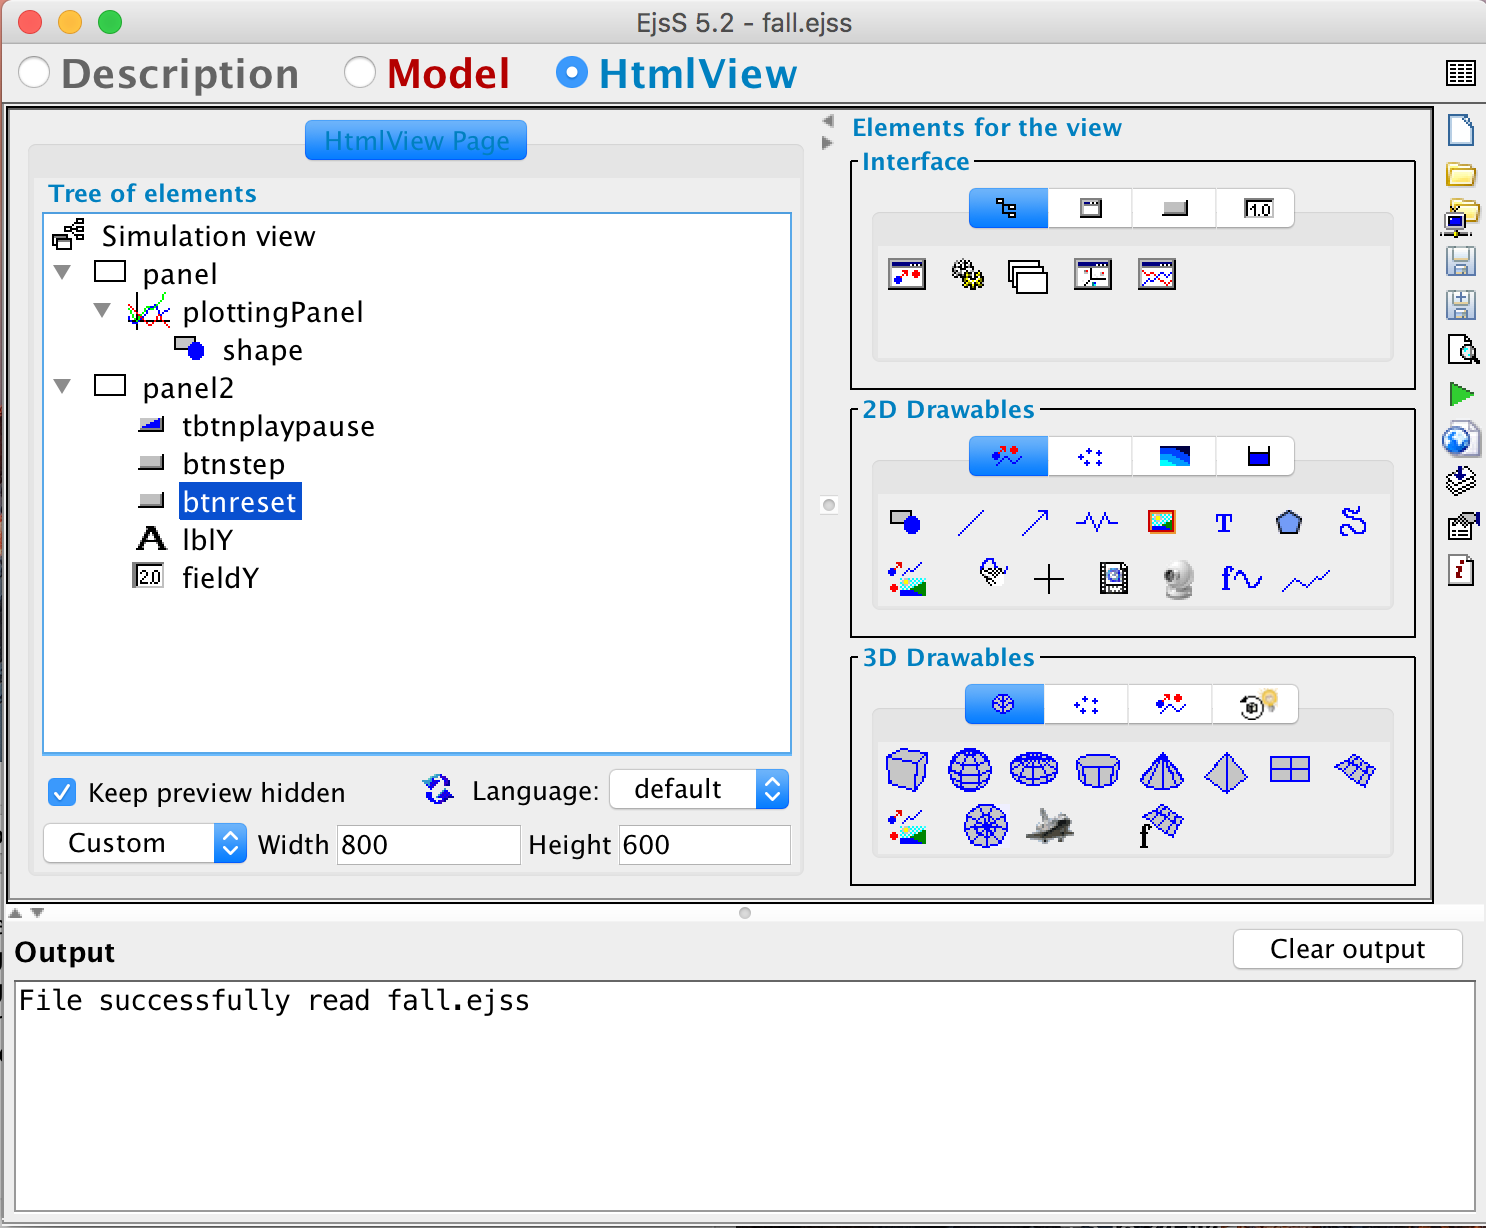 EjsS 5.2 - fall.ejss
Description Model HtmlView
HtmlView Page
Tree of elements
Simulation view
panel
plottingPanel
shape
panel2
tbtnplaypause
btnstep
btnreset
lblY
2.0 fieldY
Keep preview hidden
Language: default
Custom Width 800 Height 600
Elements for the view
Interface
1.0
2D Drawables
T
f
3D Drawables
f
Output
Clear output
File successfully read fall.ejss